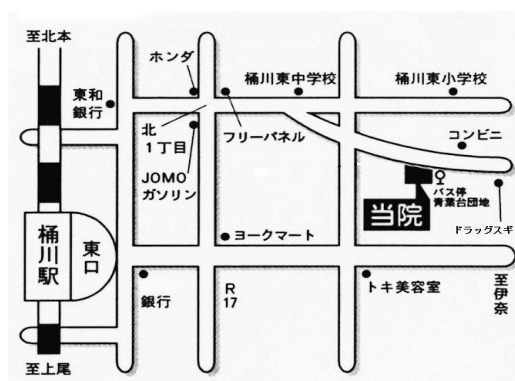 至北本
ホンダ
東和
銀行
桶川東中学校
桶川東小学校
北
1丁目
フリーパネル
コンビニ
JOMO
ガソリン
バス停
青葉台団地
当院
ドラッグスギ
桶川駅
東口
ヨークマート
銀行
R
17
トキ美容室
至伊奈
至上尾